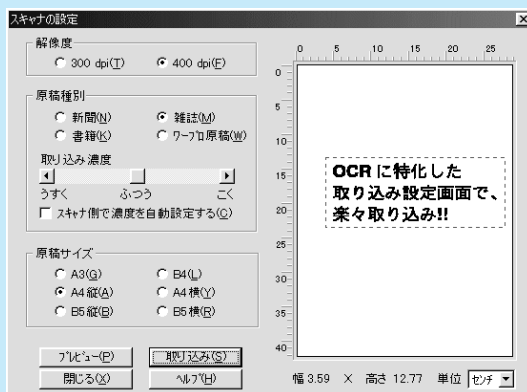 スキャナの設定
解像度
300 dpi(T)
400 dpi(F)
原稿種別
新聞(N)
雑誌(M)
書籍(K)
ワープロ原稿(W)
取り込み濃度
うすく ふつう こく
スキャナ側で濃度を自動設定する(C)
原稿サイズ
A3(G)
B4(L)
A4縦(A)
A4横(Y)
B5縦(B)
B5横(R)
プレビュー(P)
取り込み(S)
閉じる(X)
ヘルプ(H)
0 5 10 15 20 25
0
5
10
15
20
25
30
35
40
OCRに特化した
取り込み設定画面で、
楽々取り込み!!
幅 3.59 × 高さ 12.77 単位 センチ